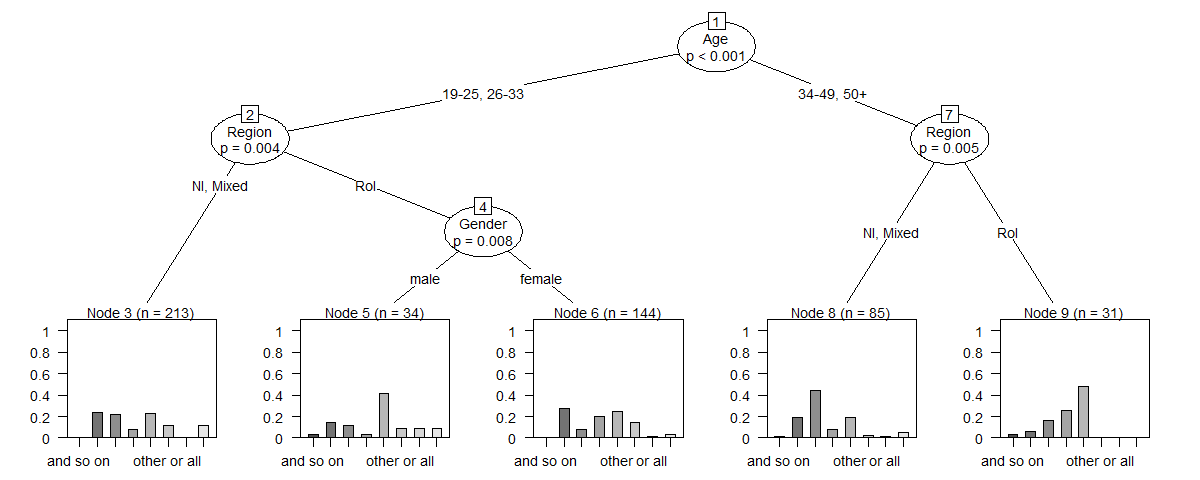 1
Age
p < 0.001
19-25, 26-33
34-49, 50+
2
Region
p = 0.004
7
Region
p = 0.005
NI, Mixed
RoI
4
Gender
p = 0.008
NI, Mixed
RoI
male
female
Node 3 (n = 213)
1
0.8
0.6
0.4
0.2
0
and so on
other or all
Node 5 (n = 34)
1
0.8
0.6
0.4
0.2
0
and so on
other or all
Node 6 (n = 144)
1
0.8
0.6
0.4
0.2
0
and so on
other or all
Node 8 (n = 85)
1
0.8
0.6
0.4
0.2
0
and so on
other or all
Node 9 (n = 31)
1
0.8
0.6
0.4
0.2
0
and so on
other or all